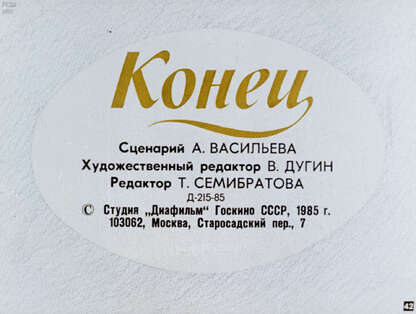 Конец
Сценарий А. ВАСИЛЬЕВА
Художественный редактор В. ДУГИН
Редактор Т. СЕМИБРАТОВА
Д-215-85
© Студия „Диафильм“ Госкино СССР, 1985 г.
103062, Москва, Старосадский пер., 7
42